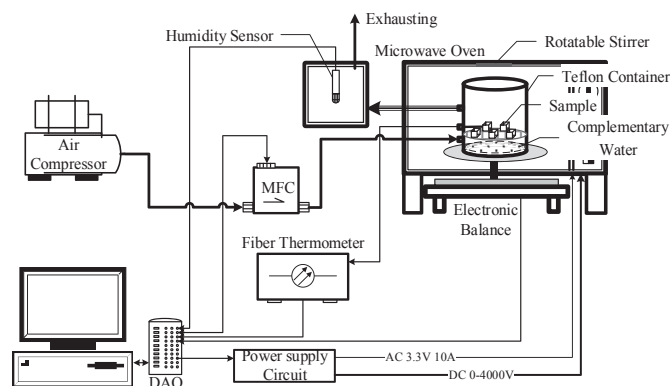 Exhausting
Humidity Sensor
Microwave Oven
Rotatable Stirrer
Teflon Container
Sample
Complementary
Water
Air
Compressor
MFC
Electronic
Balance
Fiber Thermometer
Power supply
Circuit
AC 3.3V 10A
DC 0-4000V
DAQ